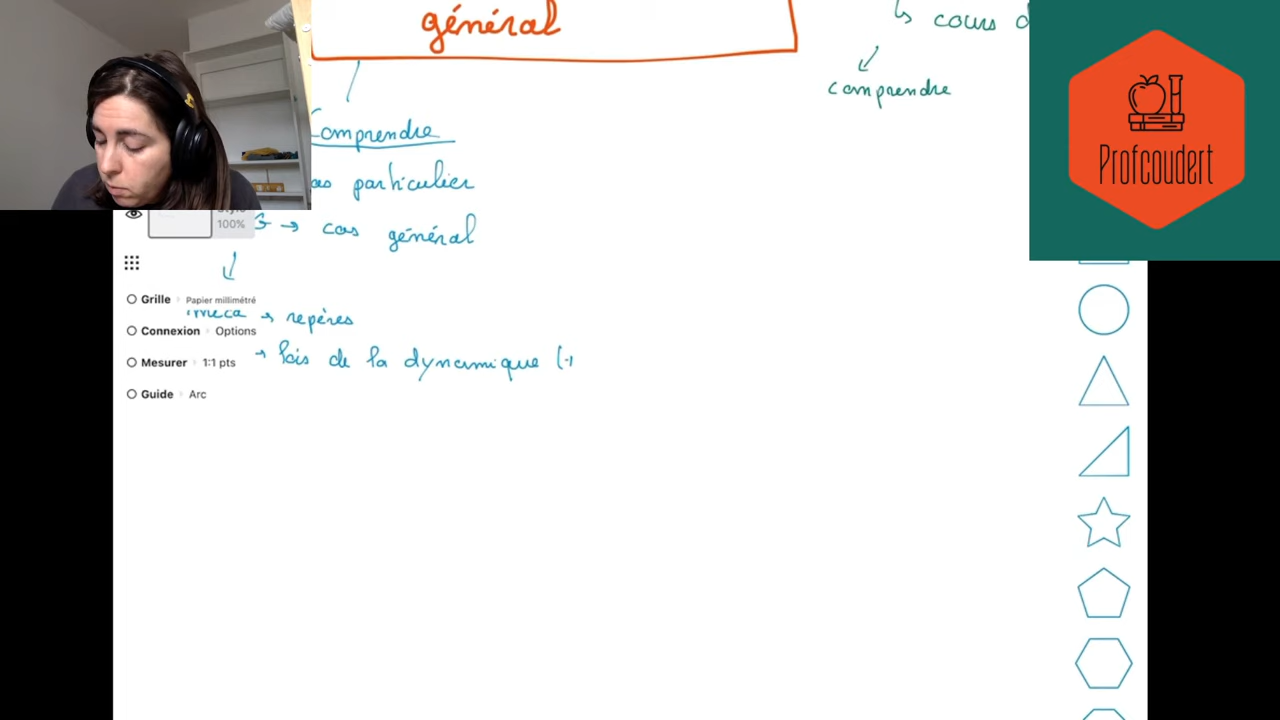 général
↳ cours
comprendre
Comprendre
particulier
→ cas général
100%
Grille › Papier millimétré
méca → repères
Connexion › Options
→ lois de la dynamique (
Mesurer › 1:1 pts
Guide › Arc
Profcoudert